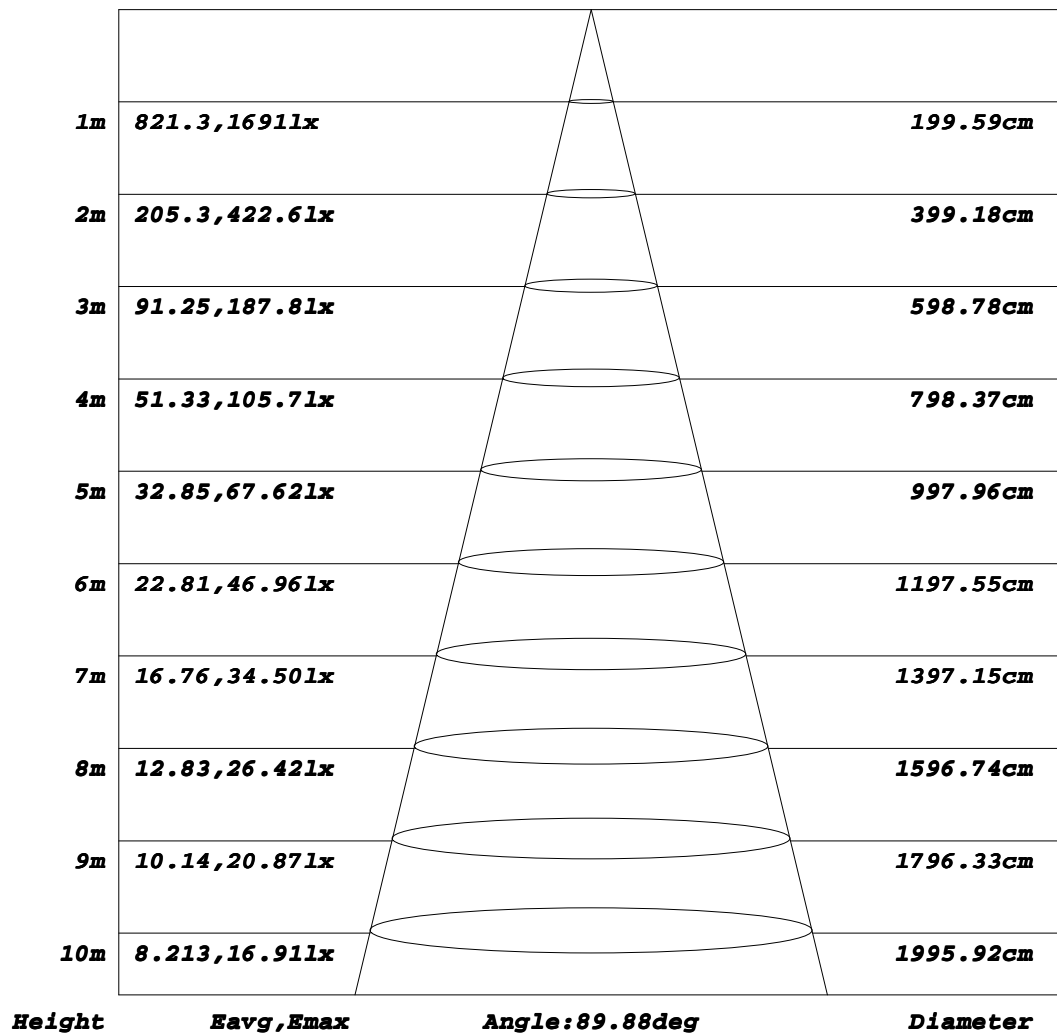 1m 821.3,1691lx 199.59cm
2m 205.3,422.6lx 399.18cm
3m 91.25,187.8lx 598.78cm
4m 51.33,105.7lx 798.37cm
5m 32.85,67.62lx 997.96cm
6m 22.81,46.96lx 1197.55cm
7m 16.76,34.50lx 1397.15cm
8m 12.83,26.42lx 1596.74cm
9m 10.14,20.87lx 1796.33cm
10m 8.213,16.91lx 1995.92cm
Height Eavg,Emax Angle:89.88deg Diameter